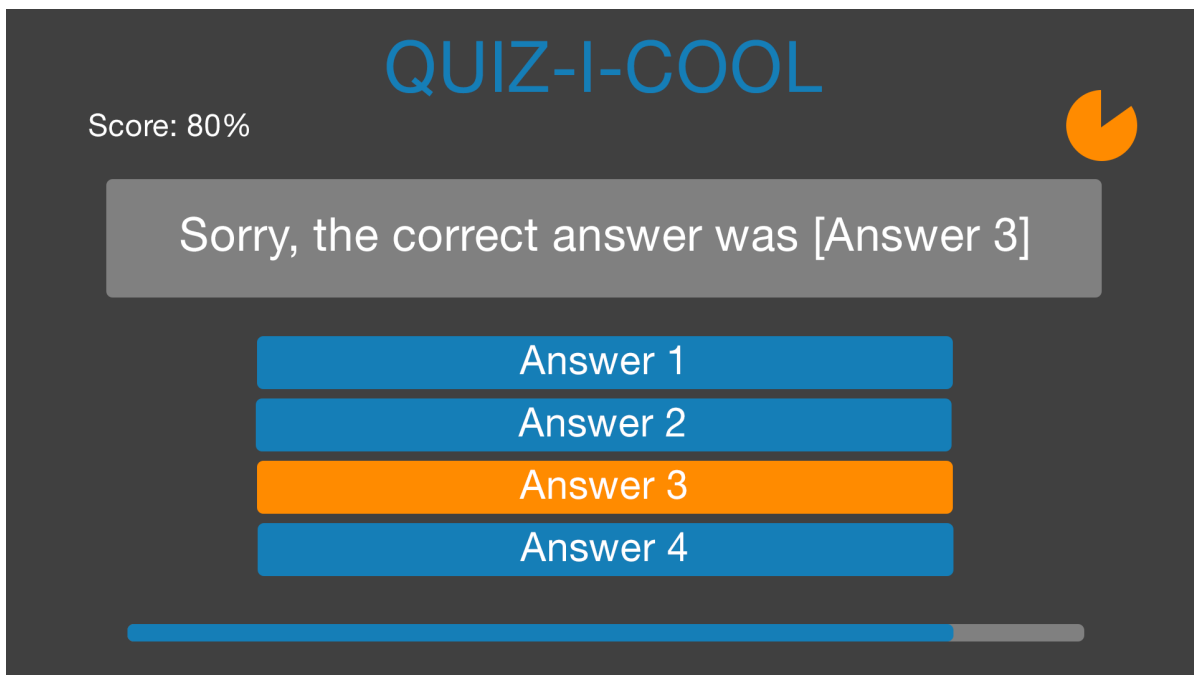 QUIZ-I-COOL
Score: 80%
Sorry, the correct answer was [Answer 3]
Answer 1
Answer 2
Answer 3
Answer 4